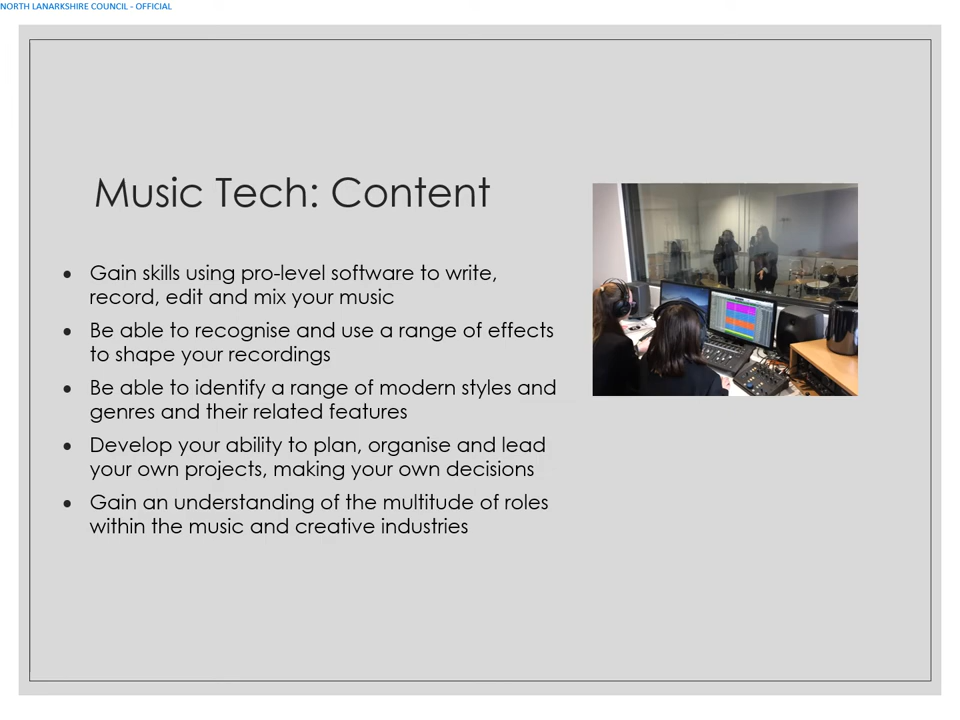 NORTH LANARKSHIRE COUNCIL - OFFICIAL
Music Tech: Content
• Gain skills using pro-level software to write,
record, edit and mix your music
• Be able to recognise and use a range of effects
to shape your recordings
• Be able to identify a range of modern styles and
genres and their related features
• Develop your ability to plan, organise and lead
your own projects, making your own decisions
• Gain an understanding of the multitude of roles
within the music and creative industries